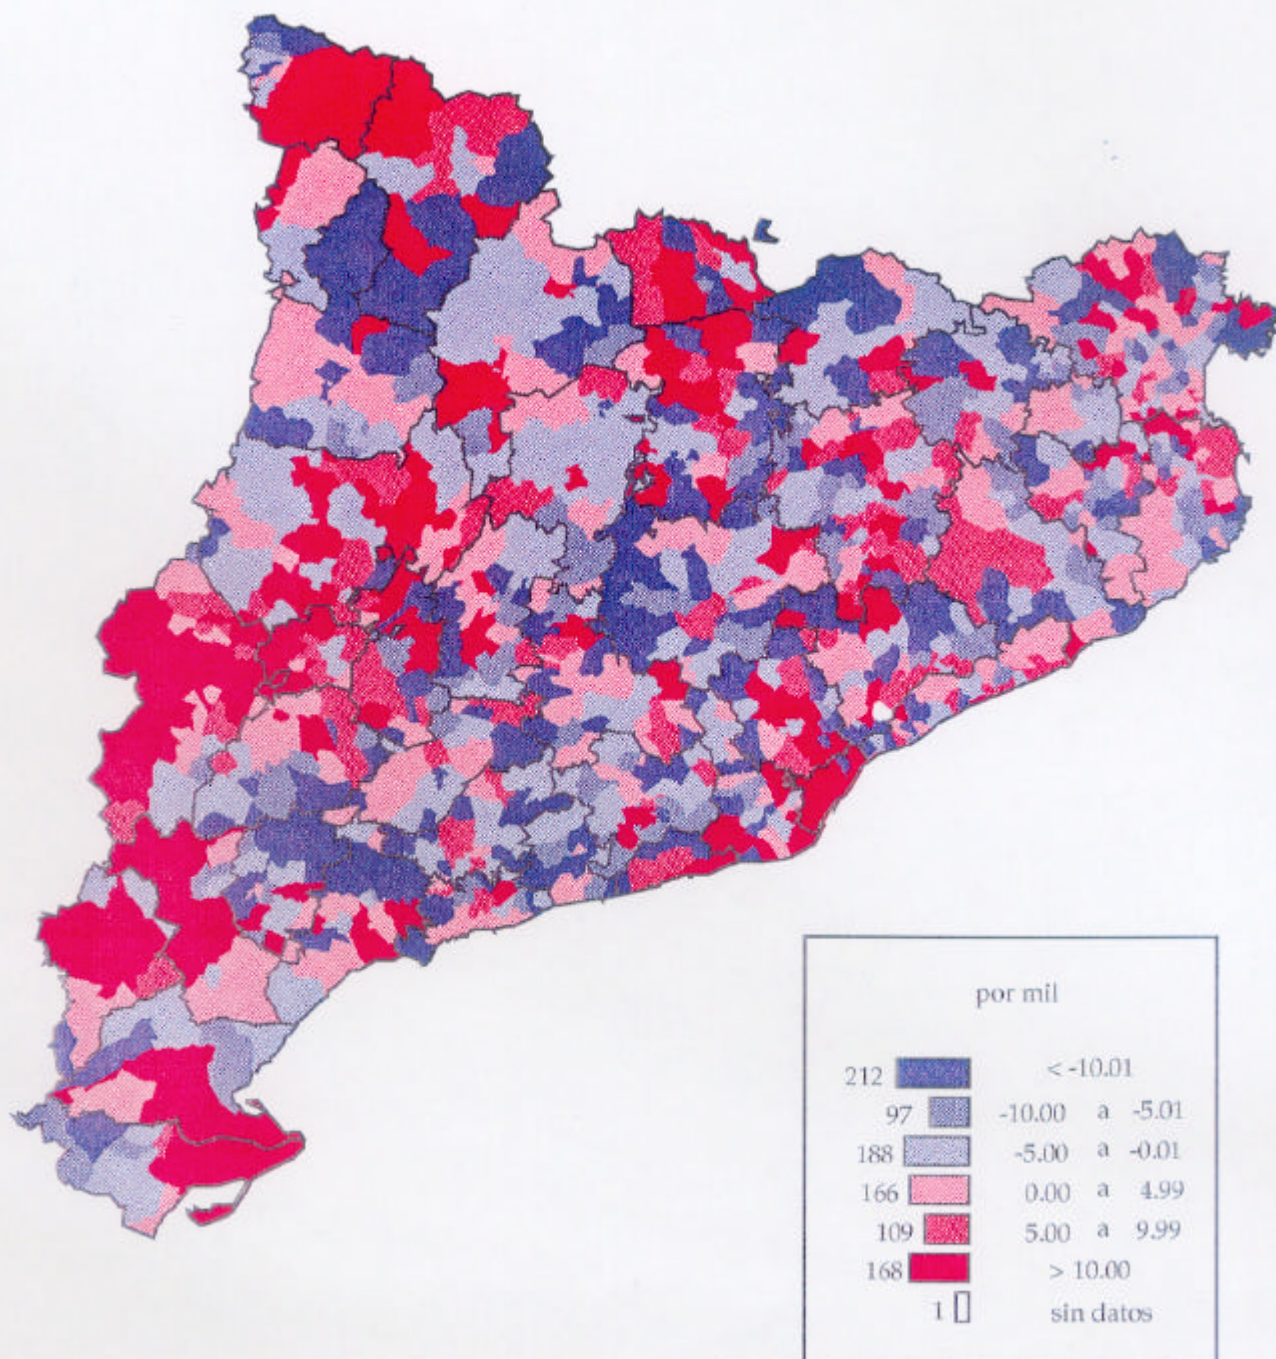 por mil
212 < -10.01
97 -10.00 a -5.01
188 -5.00 a -0.01
166 0.00 a 4.99
109 5.00 a 9.99
168 > 10.00
1 sin datos